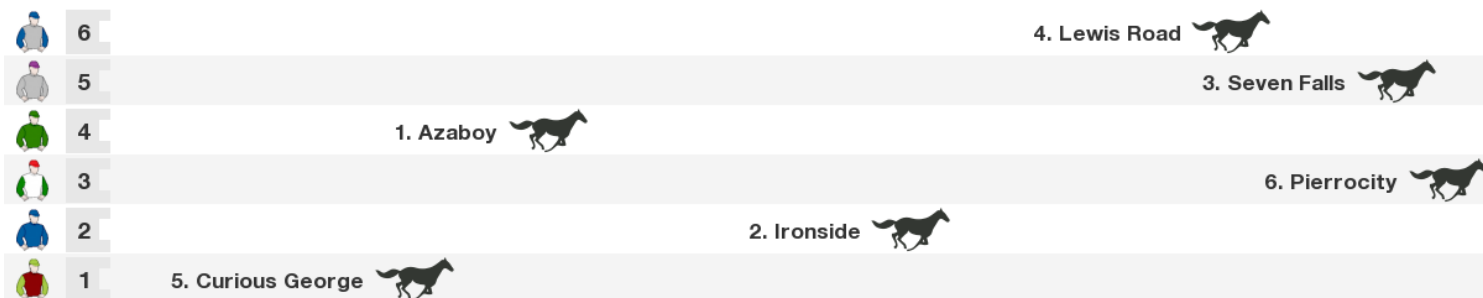 6 4. Lewis Road
5 3. Seven Falls
4 1. Azaboy
3 6. Pierrocity
2 2. Ironside
1 5. Curious George